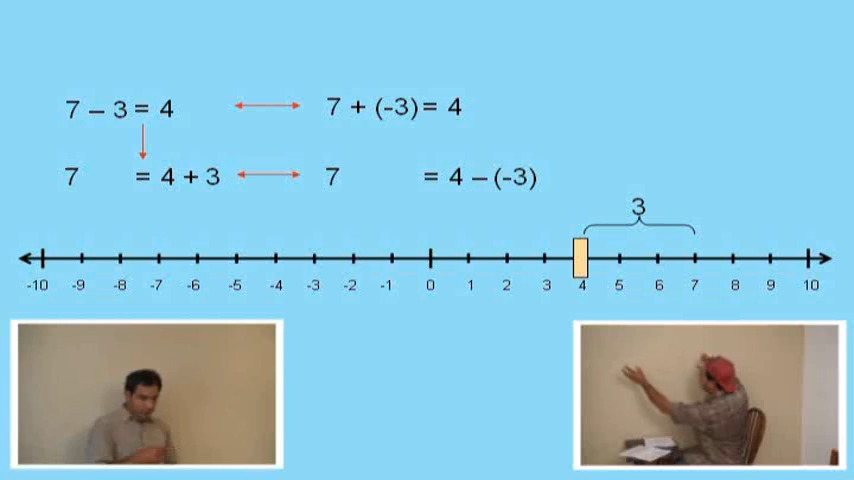 7 – 3 = 4 7 + (-3) = 4
7 = 4 + 3 7 = 4 – (-3)
3
-10 -9 -8 -7 -6 -5 -4 -3 -2 -1 0 1 2 3 4 5 6 7 8 9 10